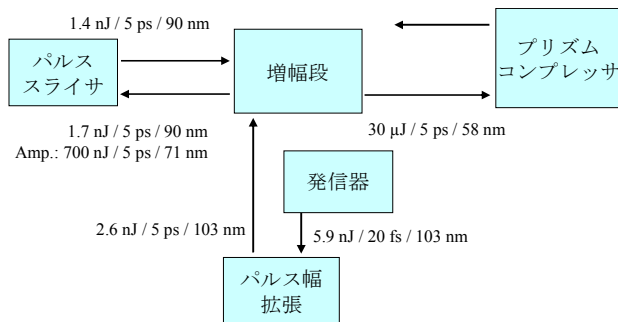 1.4 nJ / 5 ps / 90 nm
パルス
スライサ
増幅段
プリズム
コンプレッサ
1.7 nJ / 5 ps / 90 nm
Amp.: 700 nJ / 5 ps / 71 nm
30 μJ / 5 ps / 58 nm
発信器
2.6 nJ / 5 ps / 103 nm
5.9 nJ / 20 fs / 103 nm
パルス幅
拡張